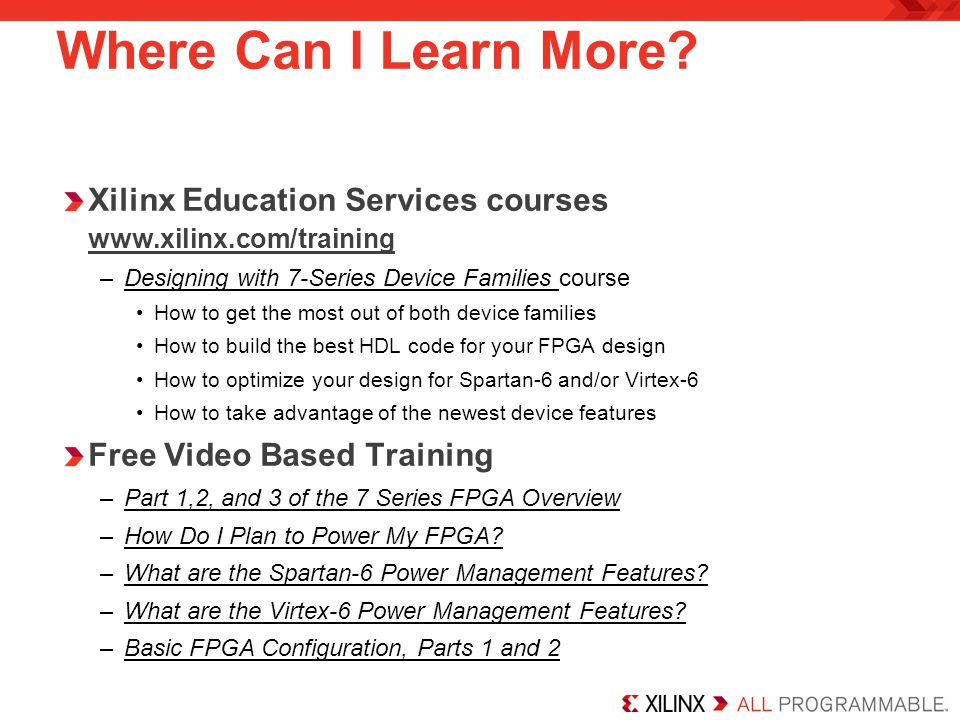 Where Can I Learn More?
Xilinx Education Services courses
www.xilinx.com/training
– Designing with 7-Series Device Families course
• How to get the most out of both device families
• How to build the best HDL code for your FPGA design
• How to optimize your design for Spartan-6 and/or Virtex-6
• How to take advantage of the newest device features
Free Video Based Training
– Part 1,2, and 3 of the 7 Series FPGA Overview
– How Do I Plan to Power My FPGA?
– What are the Spartan-6 Power Management Features?
– What are the Virtex-6 Power Management Features?
– Basic FPGA Configuration, Parts 1 and 2
XILINX ALL PROGRAMMABLE™